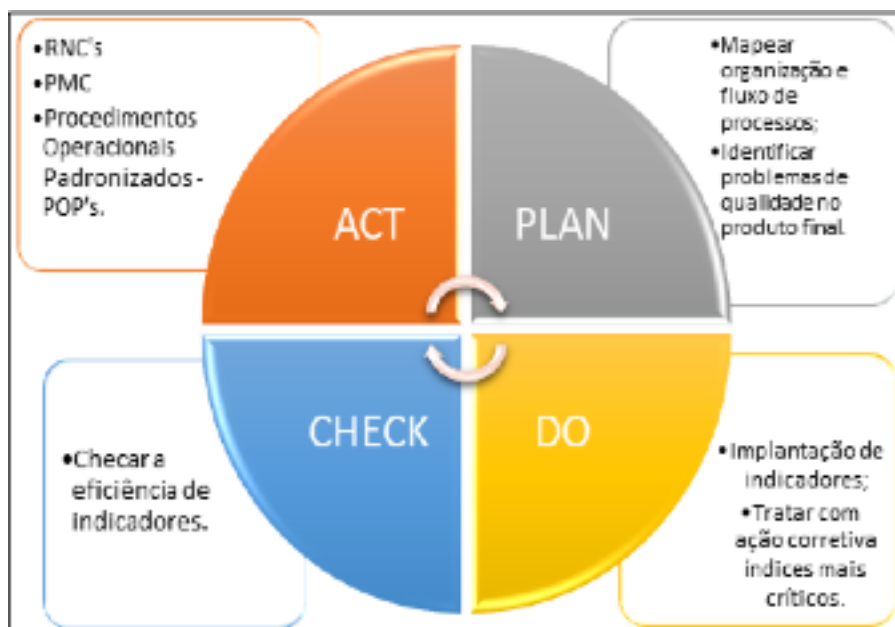 •RNC's
•PMC
•Procedimentos
Operacionais
Padronizados -
POP's.
ACT
PLAN
•Mapear
organização e
fluxo de
processos;
•Identificar
problemas de
qualidade no
produto final.
CHECK
DO
•Checar a
eficiência de
indicadores.
•Implantação de
indicadores;
•Tratar com
ação corretiva
indices mais
críticos.